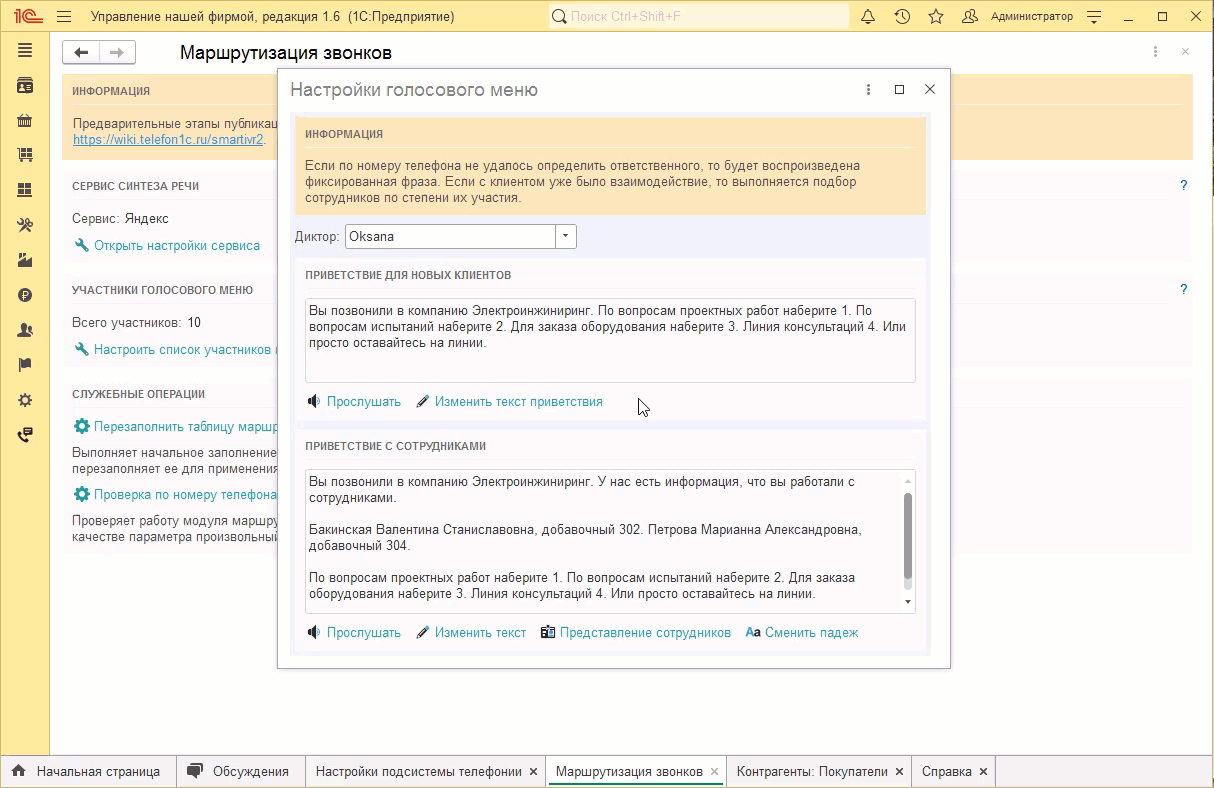 1С Управление нашей фирмой, редакция 1.6 (1С:Предприятие) Поиск Ctrl+Shift+F Администратор
Маршрутизация звонков
ИНФОРМАЦИЯ
Предварительные этапы публикац
https://wiki.telefon1c.ru/smartivr2.
СЕРВИС СИНТЕЗА РЕЧИ
?
Сервис: Яндекс
Открыть настройки сервиса
УЧАСТНИКИ ГОЛОСОВОГО МЕНЮ
?
Всего участников: 10
Настроить список участников
СЛУЖЕБНЫЕ ОПЕРАЦИИ
Перезаполнить таблицу маршр
Выполняет начальное заполнение
перезаполняет ее для применения
Проверка по номеру телефона
Проверяет работу модуля маршру
качестве параметра произвольный
Настройки голосового меню
ИНФОРМАЦИЯ
Если по номеру телефона не удалось определить ответственного, то будет воспроизведена
фиксированная фраза. Если с клиентом уже было взаимодействие, то выполняется подбор
сотрудников по степени их участия.
Диктор: Oksana
ПРИВЕТСТВИЕ ДЛЯ НОВЫХ КЛИЕНТОВ
Вы позвонили в компанию Электроинжиниринг. По вопросам проектных работ наберите 1. По
вопросам испытаний наберите 2. Для заказа оборудования наберите 3. Линия консультаций 4. Или
просто оставайтесь на линии.
Прослушать Изменить текст приветствия
ПРИВЕТСТВИЕ С СОТРУДНИКАМИ
Вы позвонили в компанию Электроинжиниринг. У нас есть информация, что вы работали с
сотрудниками.
Бакинская Валентина Станиславовна, добавочный 302. Петрова Марианна Александровна,
добавочный 304.
По вопросам проектных работ наберите 1. По вопросам испытаний наберите 2. Для заказа
оборудования наберите 3. Линия консультаций 4. Или просто оставайтесь на линии.
Прослушать Изменить текст Представление сотрудников Aa Сменить падеж
Начальная страница Обсуждения Настройки подсистемы телефонии Маршрутизация звонков Контрагенты: Покупатели Справка